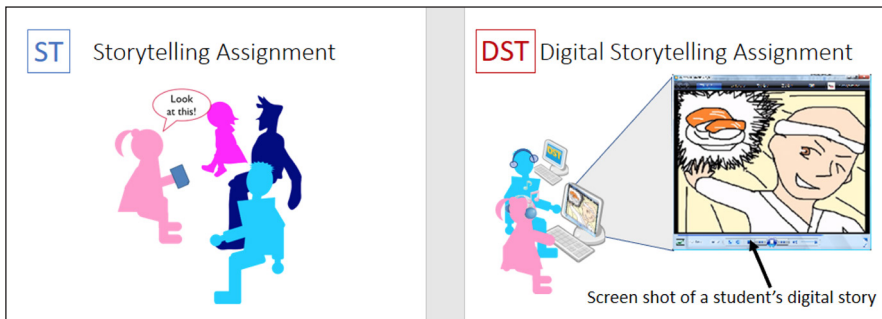 ST Storytelling Assignment
Look
at this!
DST Digital Storytelling Assignment
DST
Screen shot of a student's digital story